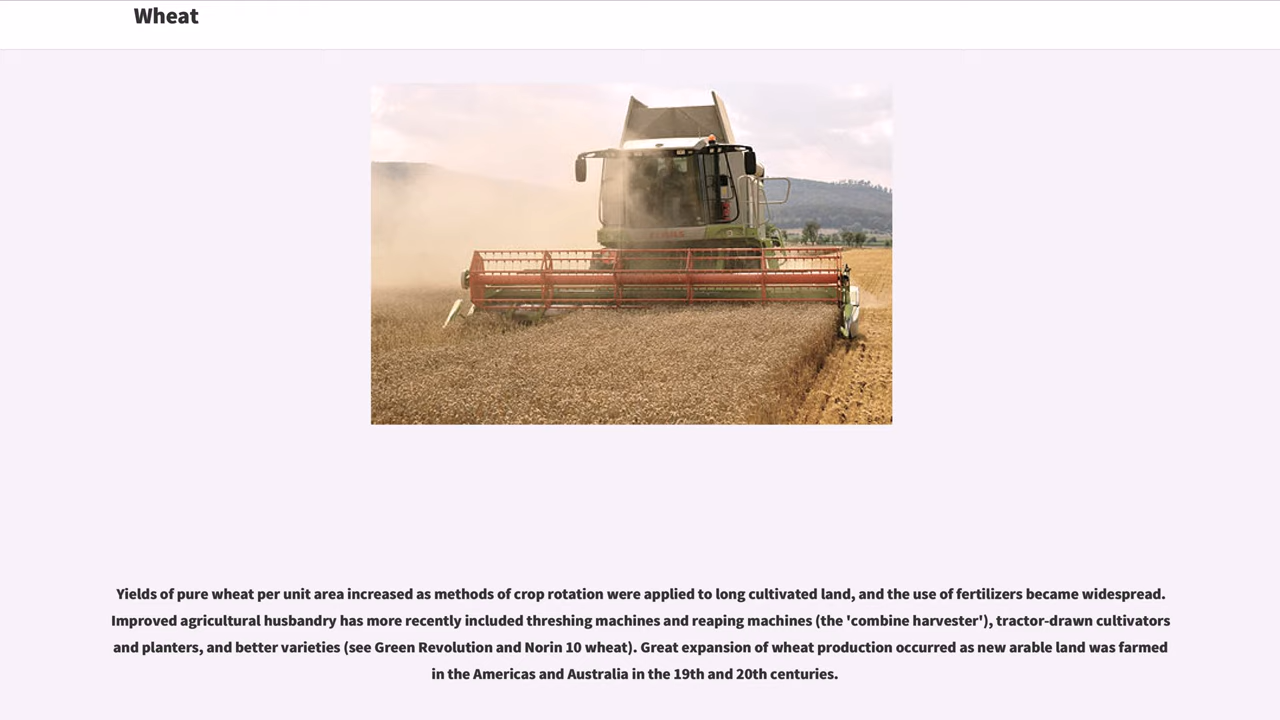 Wheat
CLAAS
Yields of pure wheat per unit area increased as methods of crop rotation were applied to long cultivated land, and the use of fertilizers became widespread.
Improved agricultural husbandry has more recently included threshing machines and reaping machines (the 'combine harvester'), tractor-drawn cultivators
and planters, and better varieties (see Green Revolution and Norin 10 wheat). Great expansion of wheat production occurred as new arable land was farmed
in the Americas and Australia in the 19th and 20th centuries.